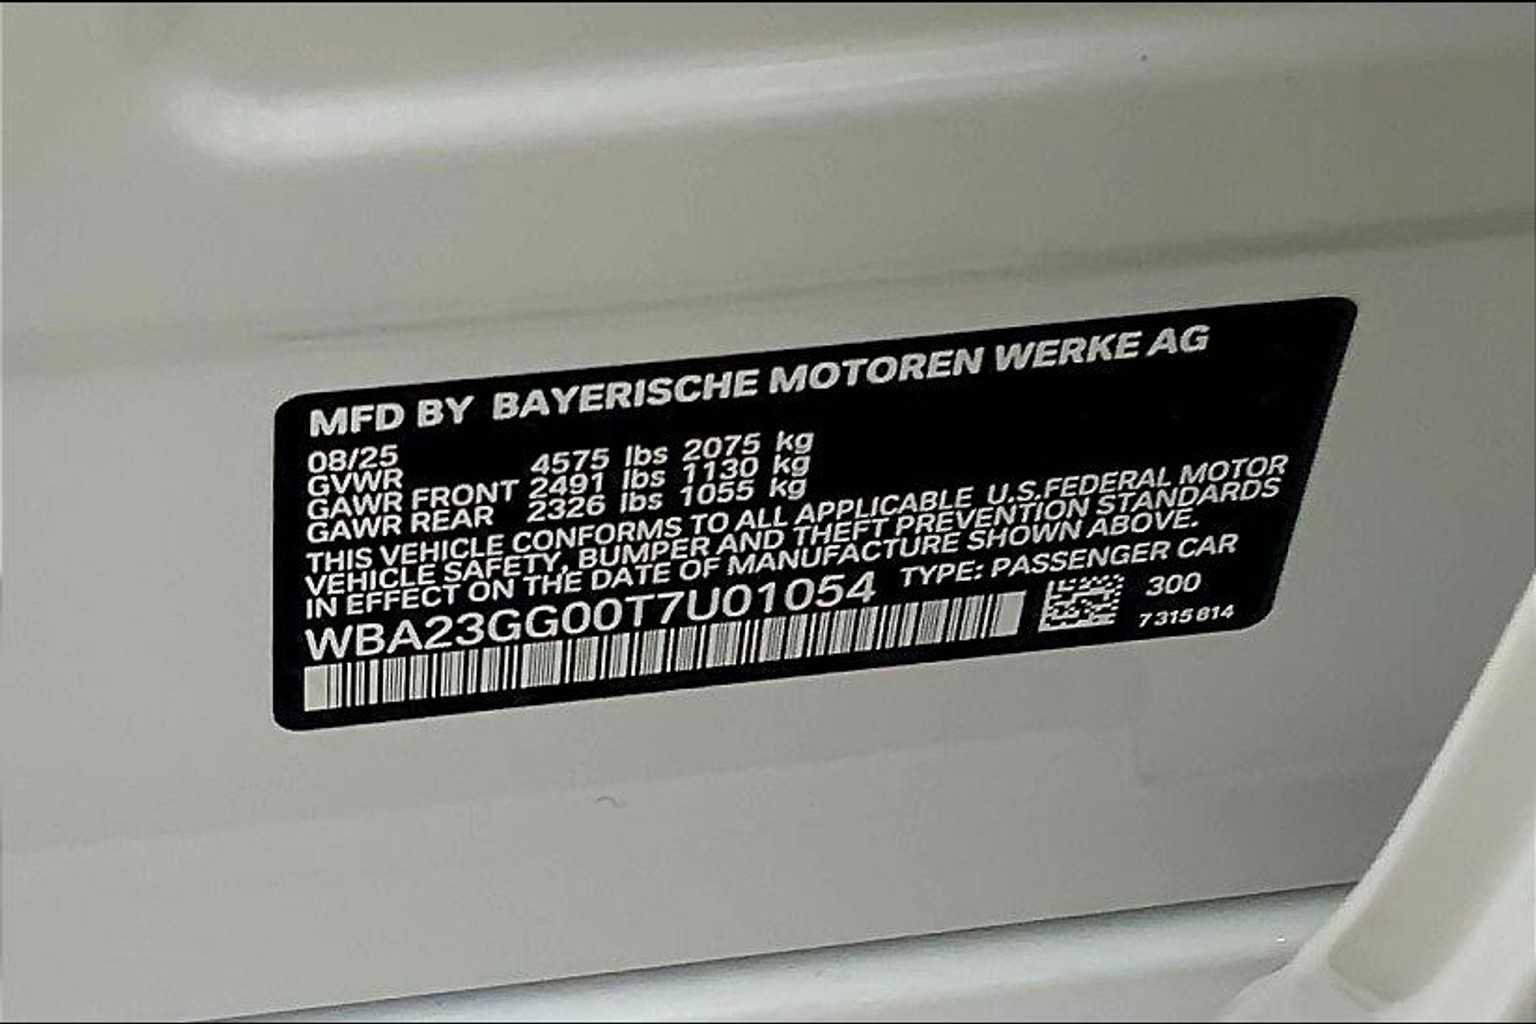 MFD BY BAYERISCHE MOTOREN WERKE AG
08/25
GVWR 4575 lbs 2075 kg
GAWR FRONT 2491 lbs 1130 kg
GAWR REAR 2326 lbs 1055 kg
THIS VEHICLE CONFORMS TO ALL APPLICABLE U.S.FEDERAL MOTOR
VEHICLE SAFETY, BUMPER AND THEFT PREVENTION STANDARDS
IN EFFECT ON THE DATE OF MANUFACTURE SHOWN ABOVE.
WBA23GG00T7U01054 TYPE: PASSENGER CAR
300
7 315 814